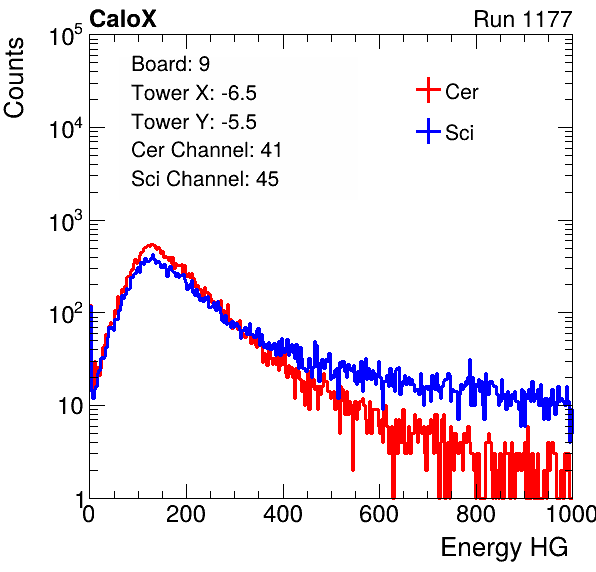 CaloX Run 1177
Counts
10^5
10^4
10^3
10^2
10
1
Board: 9
Tower X: -6.5
Tower Y: -5.5
Cer Channel: 41
Sci Channel: 45
Cer
Sci
0 200 400 600 800 1000
Energy HG